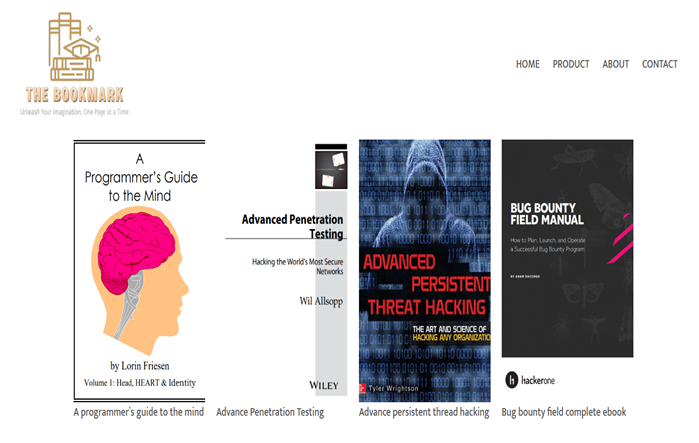 THE BOOKMARK
Unleash Your Imagination, One Page at a Time
HOME PRODUCT ABOUT CONTACT
A
Programmer's Guide
to the Mind
by Lorin Friesen
Volume 1: Head, HEART & Identity
Advanced Penetration
Testing
Hacking the World's Most Secure
Networks
Wil Allsopp
WILEY
ADVANCED
PERSISTENT
THREAT HACKING
THE ART AND SCIENCE OF
HACKING ANY ORGANIZATIO
Tyler Wrightson
BUG BOUNTY
FIELD MANUAL
How to Plan, Launch, and Operate
a Successful Bug Bounty Program
BY ADAM BACCHUS
h hackerone
A programmer's guide to the mind
Advance Penetration Testing
Advance persistent thread hacking
Bug bounty field complete ebook